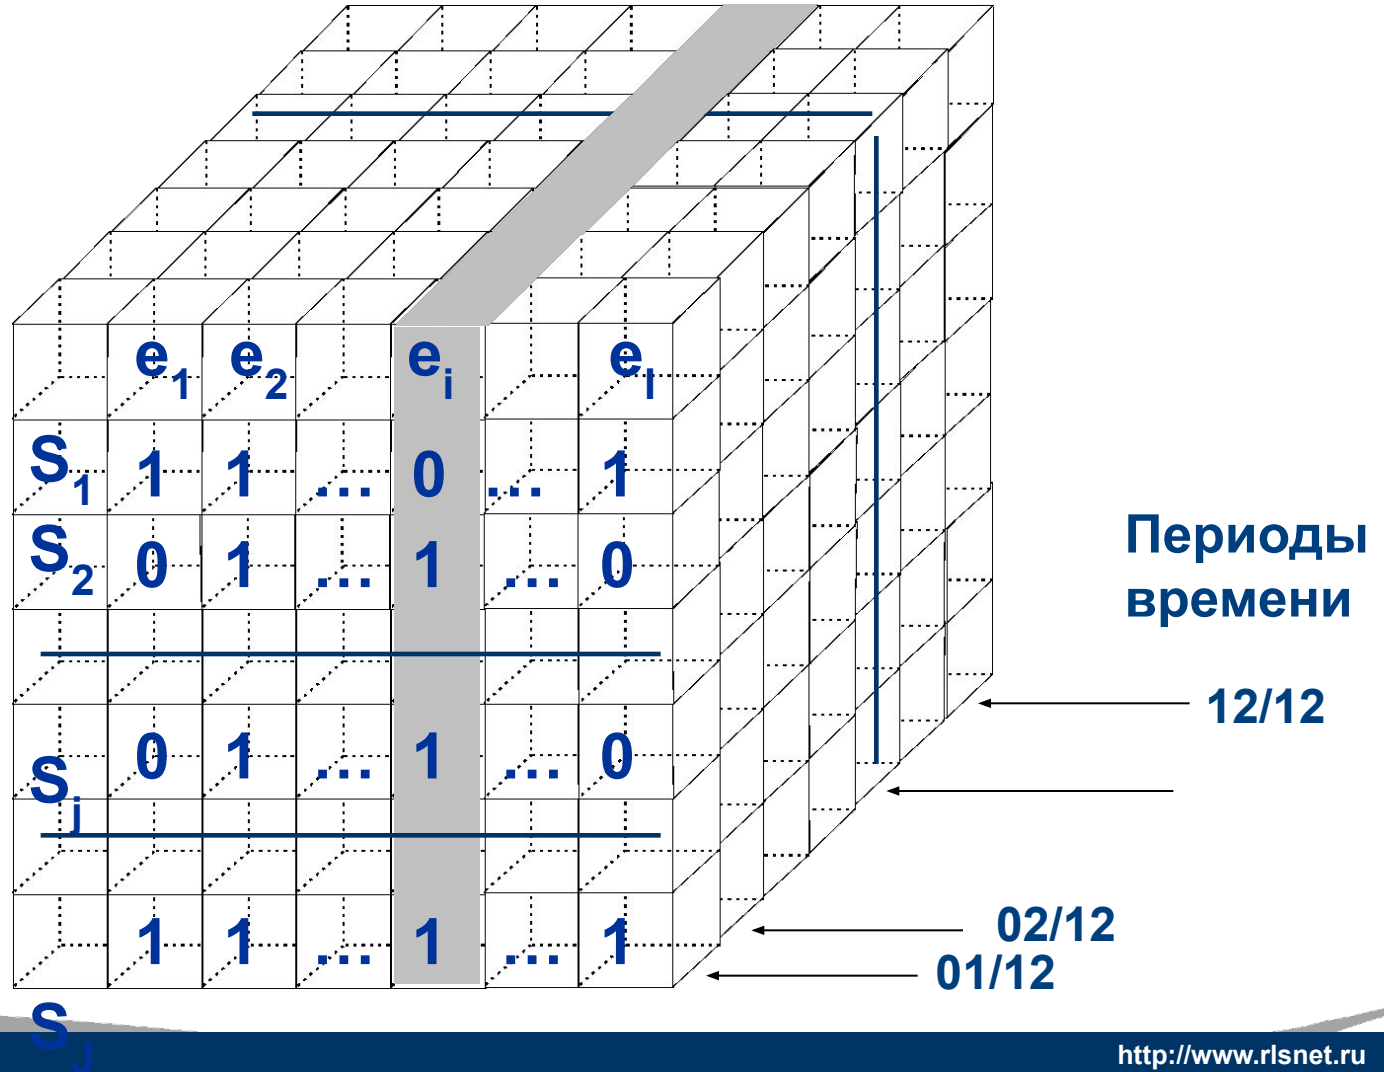 e1 e2 ei eI
S1 1 1 ... 0 ... 1
S2 0 1 ... 1 ... 0
Sj 0 1 ... 1 ... 0
1 1 ... 1 ... 1
SJ
Периоды
времени
12/12
02/12
01/12
http://www.rlsnet.ru